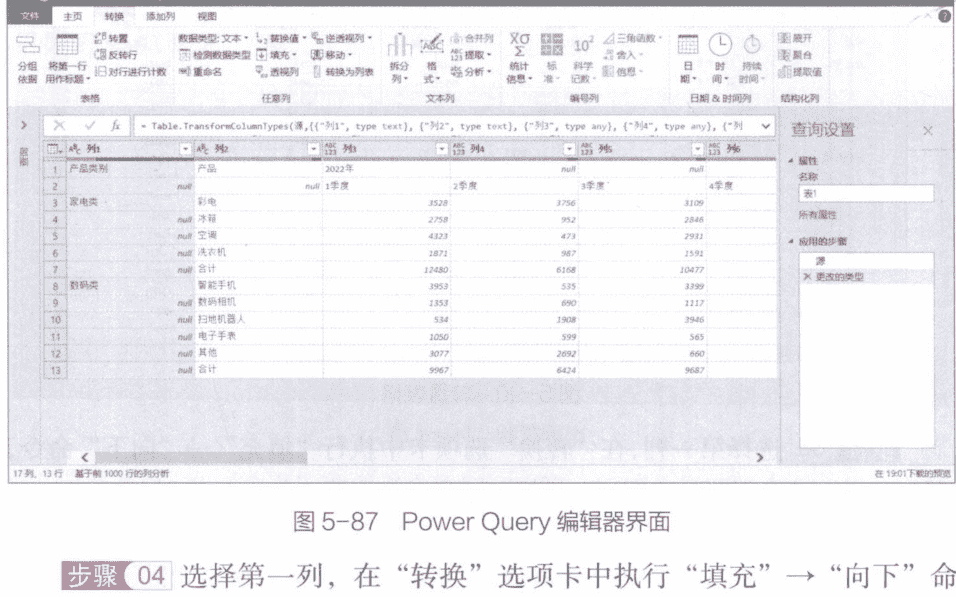 文件 主页 转换 添加列 视图
转置 数据类型: 文本 替换值 逆透视列 合并列 三角函数 展开
反转行 检测数据类型 填充 移动 提取 舍入 聚合
对行进行计数 重命名 透视列 转换为列表 分析 信息 提取值
分组依据 将第一行用作标题 拆分列 格式 统计信息 标准 科学记数 日期 时间 持续时间
表格 任意列 文本列 编号列 日期 & 时间列 结构化列
fx = Table.TransformColumnTypes(源,{{"列1", type text}, {"列2", type text}, {"列3", type any}, {"列4", type any}, {"列
列1 列2 列3 列4 列5 列6
1 产品类别 产品 2022年 null null
2 null null 1季度 2季度 3季度 4季度
3 家电类 彩电 3528 3756 3109
4 null 冰箱 2758 952 2846
5 null 空调 4323 473 2931
6 null 洗衣机 1871 987 1591
7 null 合计 12480 6168 10477
8 数码类 智能手机 3953 535 3399
9 null 数码相机 1353 690 1117
10 null 扫地机器人 534 1908 3946
11 null 电子手表 1050 599 565
12 null 其他 3077 2692 660
13 null 合计 9967 6424 9687
查询设置
属性
名称
表1
所有属性
应用的步骤
源
更改的类型
17 列，13 行 基于前 1000 行的列分析 在 19:01下载的预览
图 5-87 Power Query 编辑器界面
步骤 04 选择第一列，在“转换”选项卡中执行“填充”→“向下”命